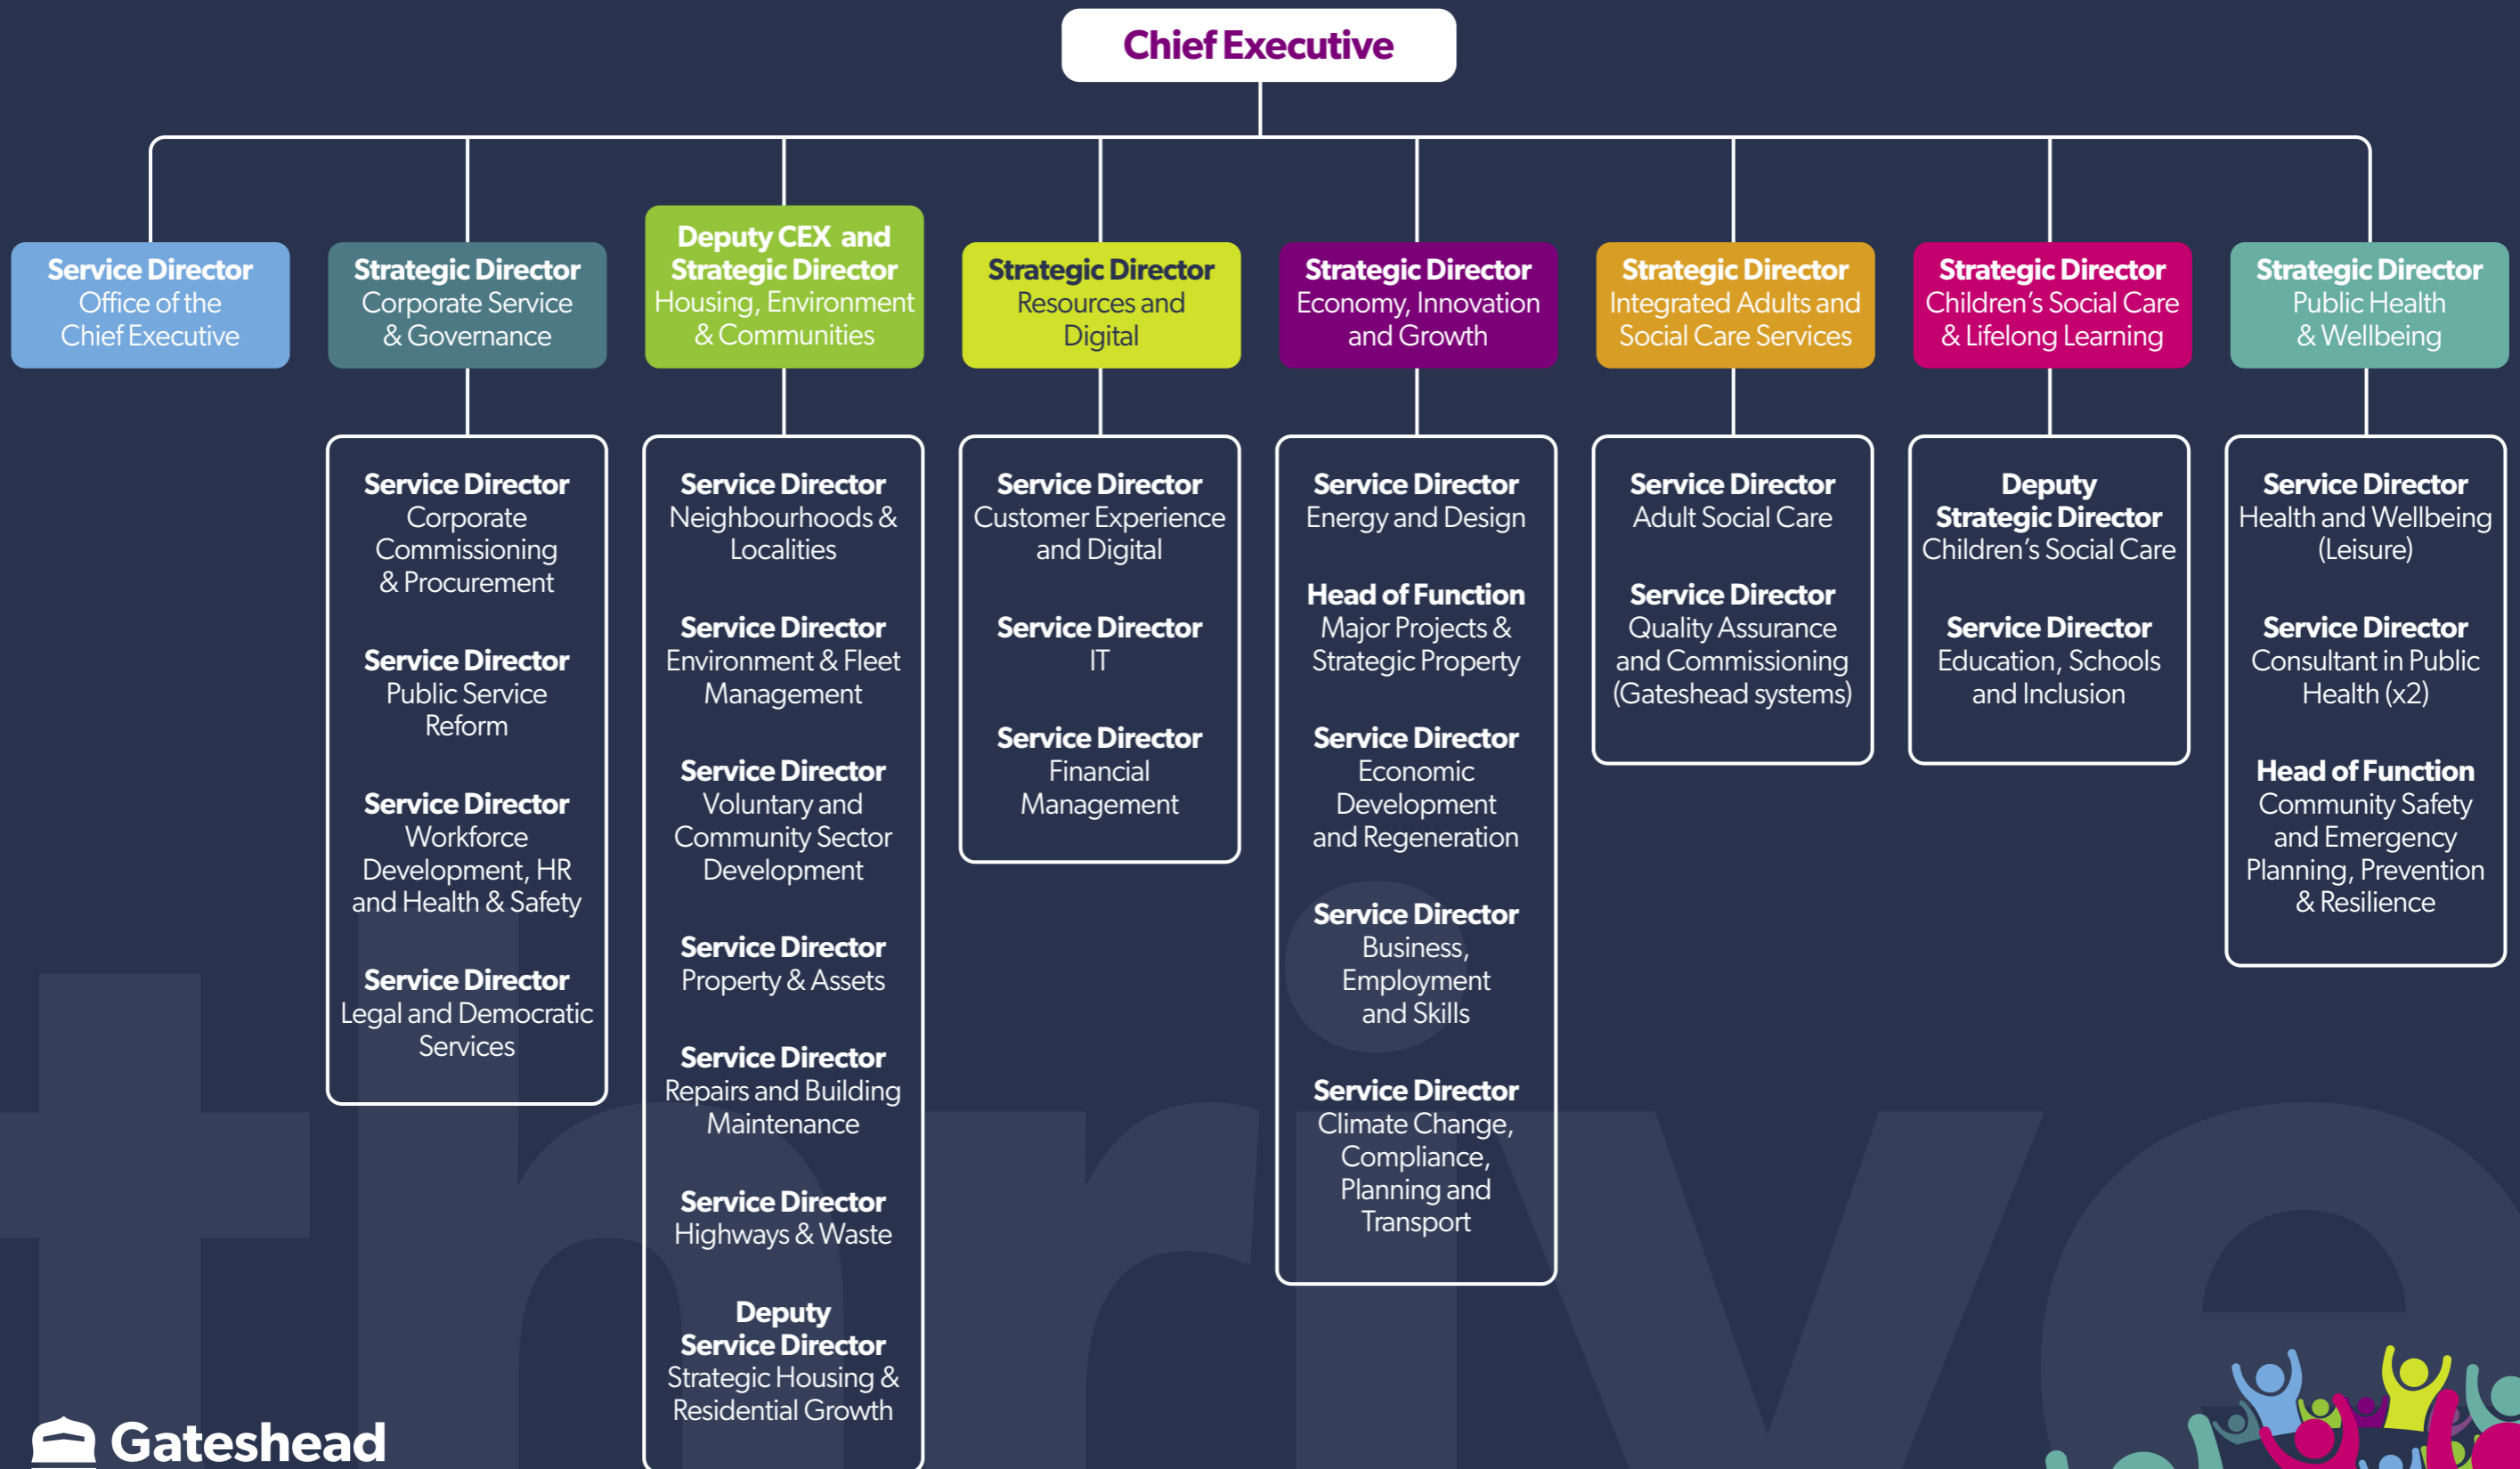 Chief Executive
Service Director
Office of the
Chief Executive
Strategic Director
Corporate Service
& Governance
Deputy CEX and
Strategic Director
Housing, Environment
& Communities
Strategic Director
Resources and
Digital
Strategic Director
Economy, Innovation
and Growth
Strategic Director
Integrated Adults and
Social Care Services
Strategic Director
Children's Social Care
& Lifelong Learning
Strategic Director
Public Health
& Wellbeing
Service Director
Corporate
Commissioning
& Procurement
Service Director
Public Service
Reform
Service Director
Workforce
Development, HR
and Health & Safety
Service Director
Legal and Democratic
Services
Service Director
Neighbourhoods &
Localities
Service Director
Environment & Fleet
Management
Service Director
Voluntary and
Community Sector
Development
Service Director
Property & Assets
Service Director
Repairs and Building
Maintenance
Service Director
Highways & Waste
Deputy
Service Director
Strategic Housing &
Residential Growth
Service Director
Customer Experience
and Digital
Service Director
IT
Service Director
Financial
Management
Service Director
Energy and Design
Head of Function
Major Projects &
Strategic Property
Service Director
Economic
Development
and Regeneration
Service Director
Business,
Employment
and Skills
Service Director
Climate Change,
Compliance,
Planning and
Transport
Service Director
Adult Social Care
Service Director
Quality Assurance
and Commissioning
(Gateshead systems)
Deputy
Strategic Director
Children's Social Care
Service Director
Education, Schools
and Inclusion
Service Director
Health and Wellbeing
(Leisure)
Service Director
Consultant in Public
Health (x2)
Head of Function
Community Safety
and Emergency
Planning, Prevention
& Resilience
thrive
Gateshead